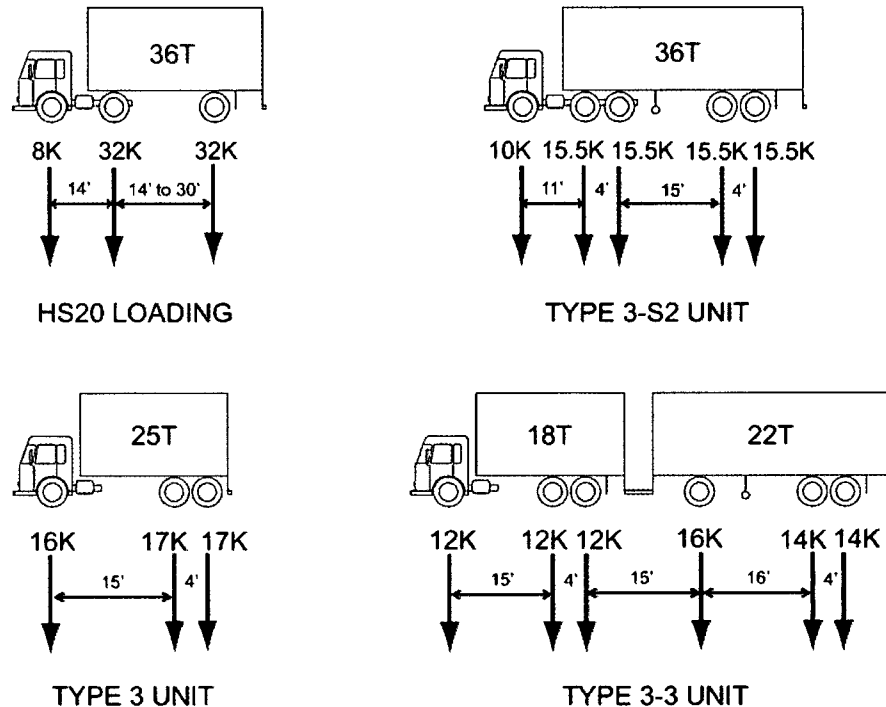 36T
8K 32K 32K
14' 14' to 30'
HS20 LOADING
36T
10K 15.5K 15.5K 15.5K 15.5K
11' 4' 15' 4'
TYPE 3-S2 UNIT
25T
16K 17K 17K
15' 4'
TYPE 3 UNIT
18T 22T
12K 12K 12K 16K 14K 14K
15' 4' 15' 16' 4'
TYPE 3-3 UNIT